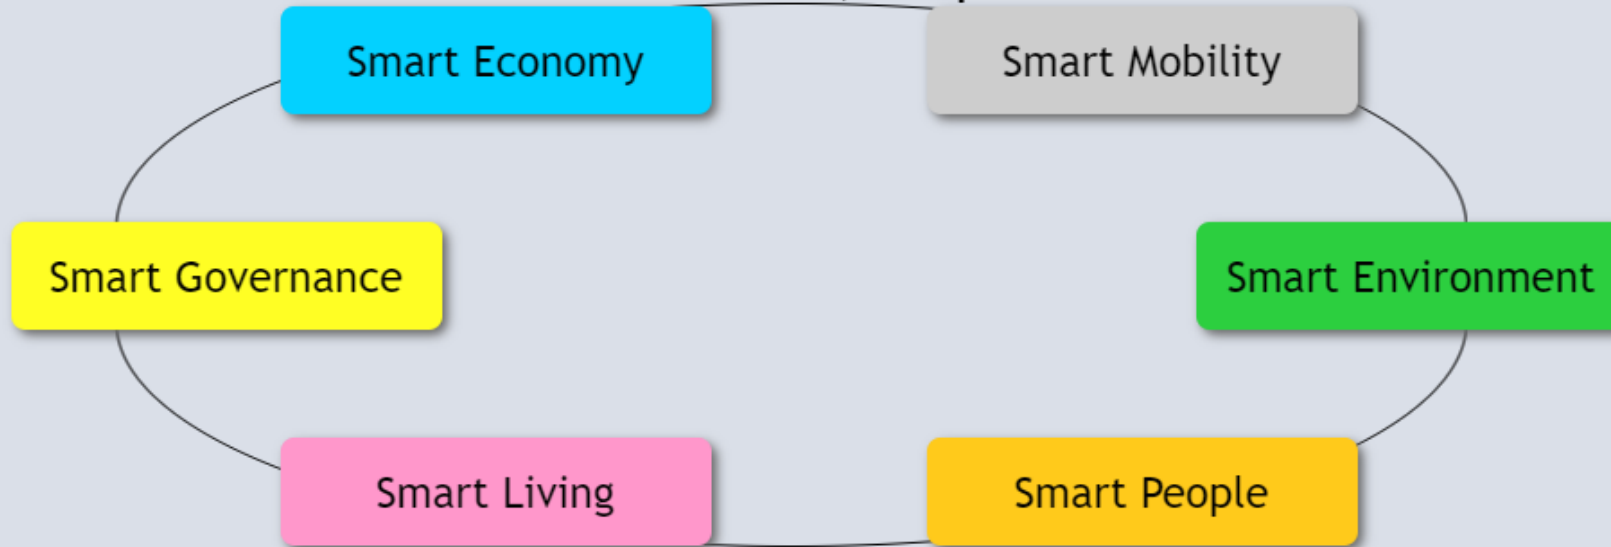 Smart Economy
Smart Mobility
Smart Governance
Smart Environment
Smart Living
Smart People